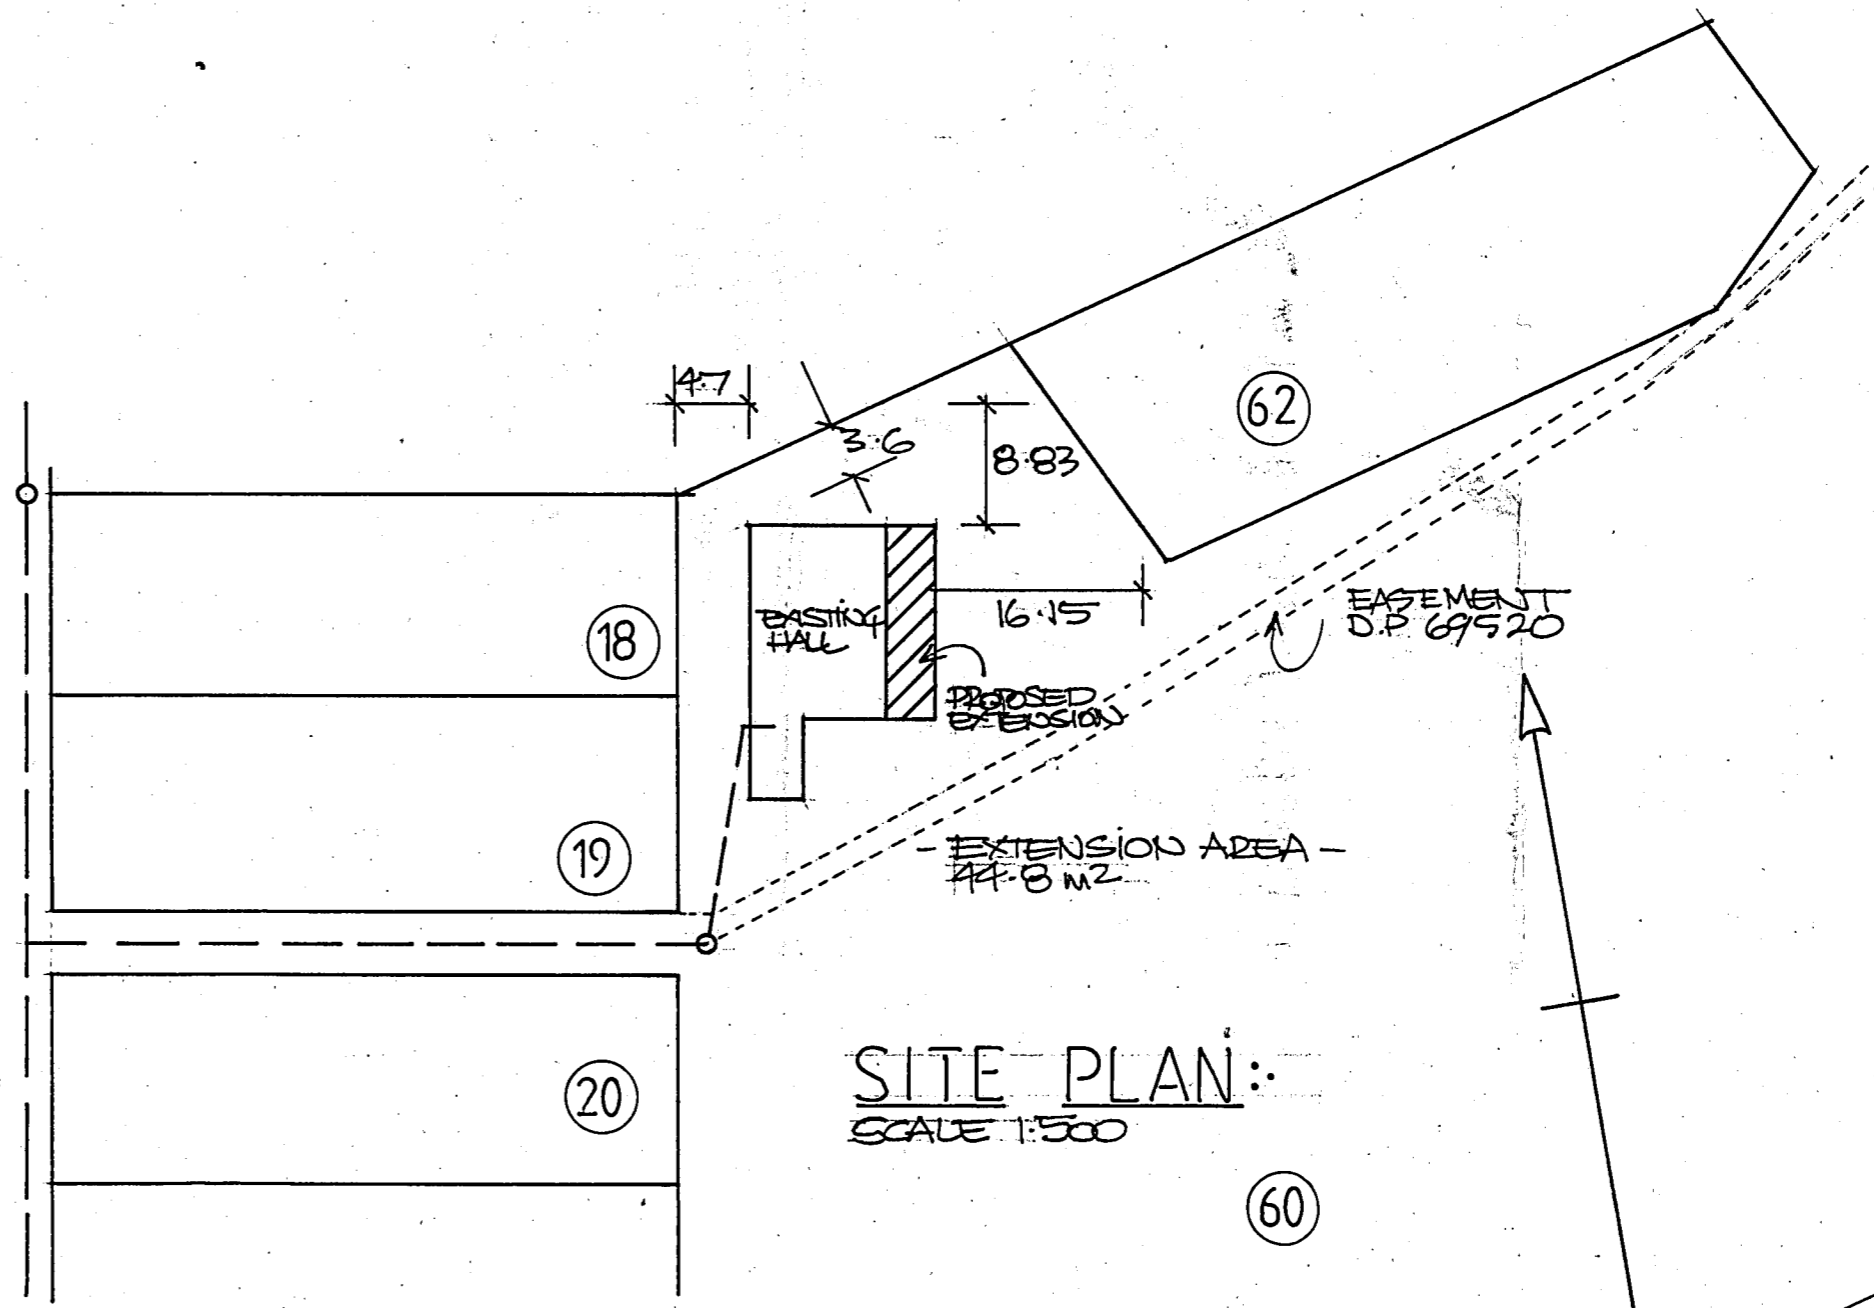 4.7
3.6
8.83
62
16.15
EXISTING
HALL
18
EASEMENT
D.P 69520
PROPOSED
EXTENSION
19
- EXTENSION AREA -
44.8 m2
20
SITE PLAN:
SCALE 1:500
60